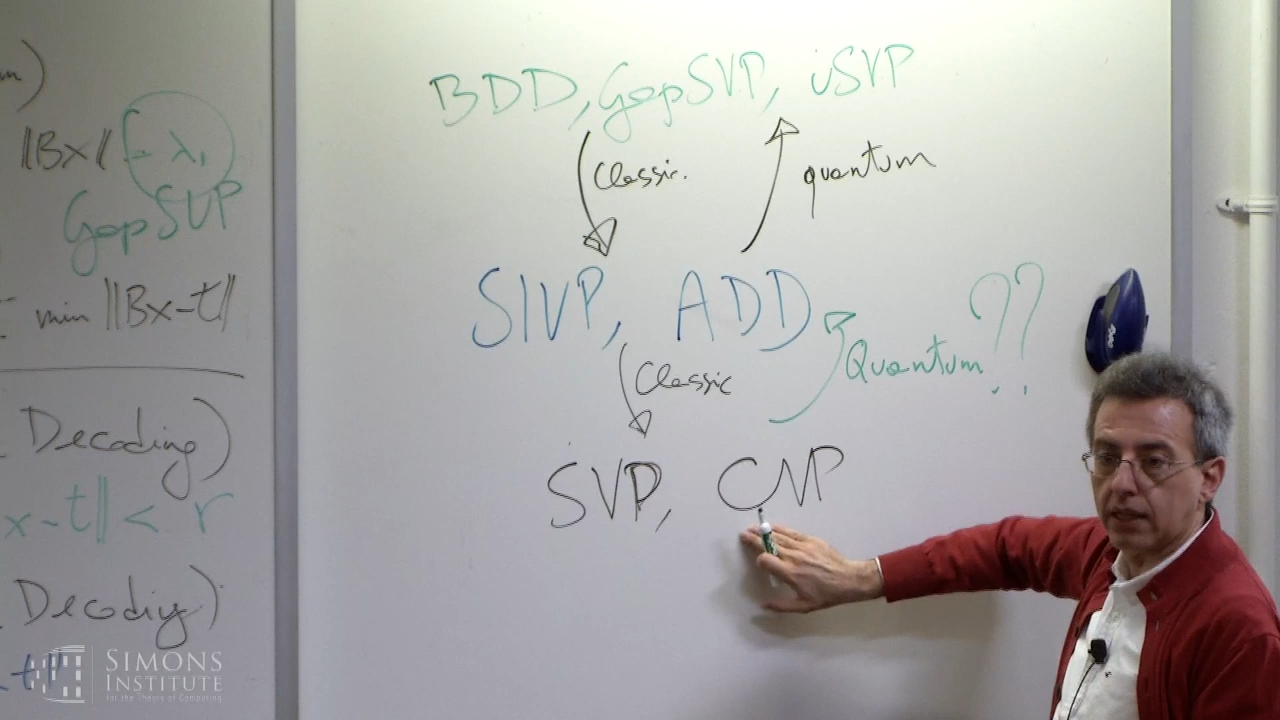 ‖Bx‖ = λ₁
GapSVP
min ‖Bx-t‖
Decoding)
x-t‖ < r
Decodiy)
BDD, GapSVP, uSVP
Classic. quantum
SIVP, ADD
Classic Quantum ??
SVP, CVP
SIMONS
INSTITUTE
for the Theory of Computing